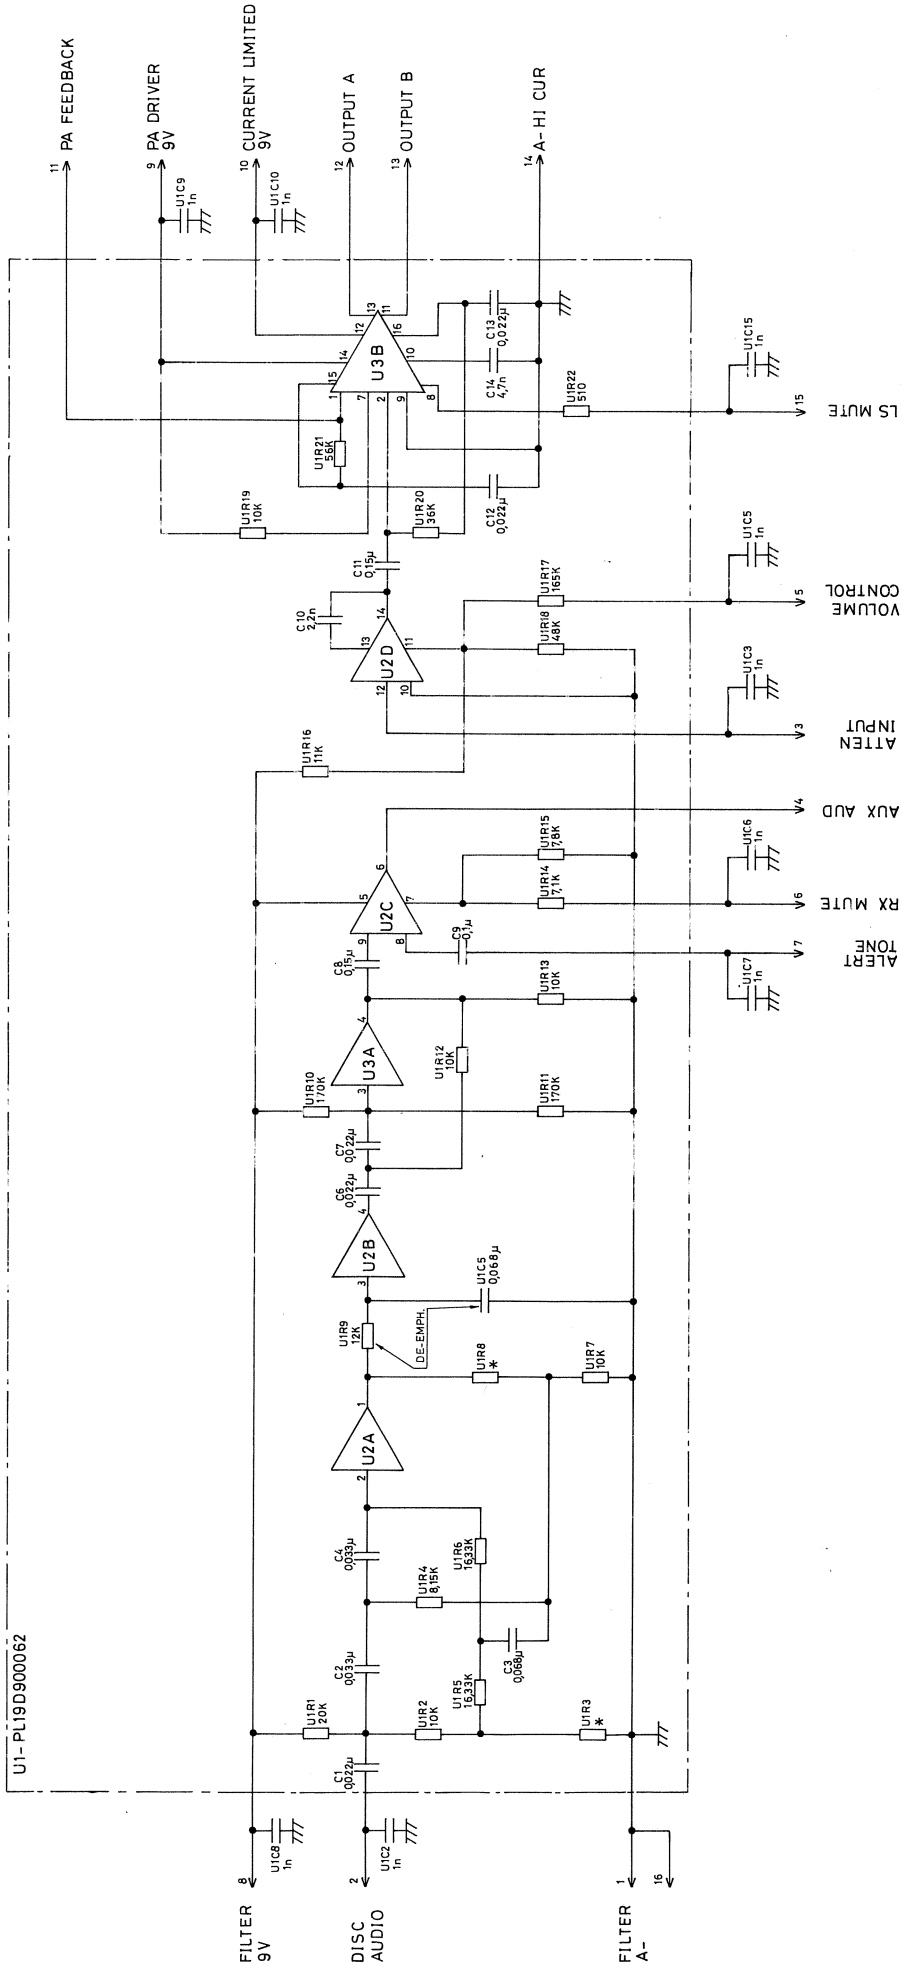 U1- PL19D900062
11
PA FEEDBACK
9
PA DRIVER
9V
U1C9
1n
10
CURRENT LIMITED
9V
U1C10
1n
12
OUTPUT A
13
OUTPUT B
14
A- HI CUR
FILTER
9V
8
U1C8
1n
DISC
AUDIO
2
U1C2
1n
FILTER
A-
1
16
C1
0,022µ
U1R1
20K
U1R2
10K
U1R3
*
C2
0,033µ
U1R5
16,33K
C3
0,068µ
U1R4
8,15K
C4
0,033µ
U1R6
16,33K
2
U2A
1
U1R8
*
U1R7
10K
U1R9
12K
DE-EMPH.
U1C5
0,068µ
3
U2B
4
C6
0,022µ
C7
0,022µ
U1R10
170K
U1R11
170K
3
U3A
4
U1R12
10K
U1R13
10K
C8
0,15µ
9
8
5
U2C
6
7
C9
0,1µ
U1R14
7,1K
U1R15
7,8K
U1R16
11K
12
10
13
U2D
14
11
C10
2,2n
C11
0,15µ
U1R18
48K
U1R17
165K
U1R19
10K
U1R20
36K
U1R21
56K
C12
0,022µ
1
15
7
2
9
8
14
U3B
12
13
11
16
10
C14
4,7n
C13
0,022µ
U1R22
510
U1C7
1n
7
ALERT
TONE
6
RX MUTE
U1C6
1n
4
AUX AUD
3
ATTEN
INPUT
U1C3
1n
5
VOLUME
CONTROL
U1C5
1n
15
LS MUTE
U1C15
1n